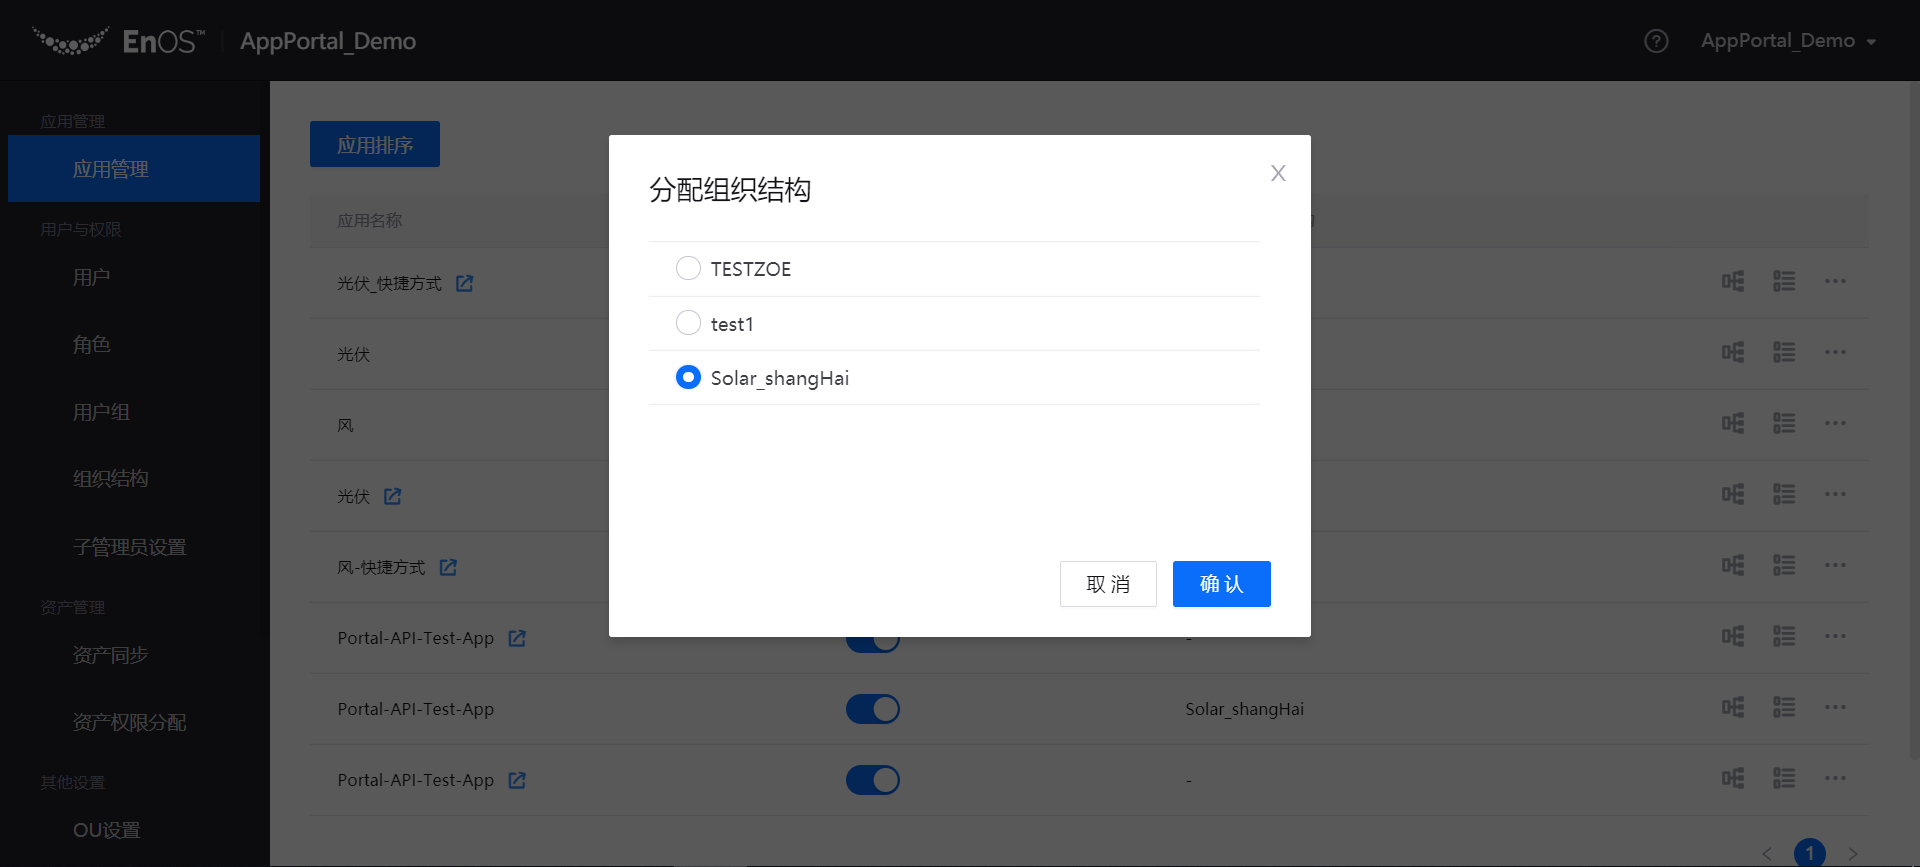 EnOS™ AppPortal_Demo
AppPortal_Demo
应用管理
应用管理
用户与权限
用户
角色
用户组
组织结构
子管理员设置
资产管理
资产同步
资产权限分配
其他设置
OU设置
应用排序
应用名称
光伏_快捷方式
光伏
风
光伏
风-快捷方式
Portal-API-Test-App -
Portal-API-Test-App Solar_shangHai
Portal-API-Test-App -
1
分配组织结构
X
TESTZOE
test1
Solar_shangHai
取消 确认